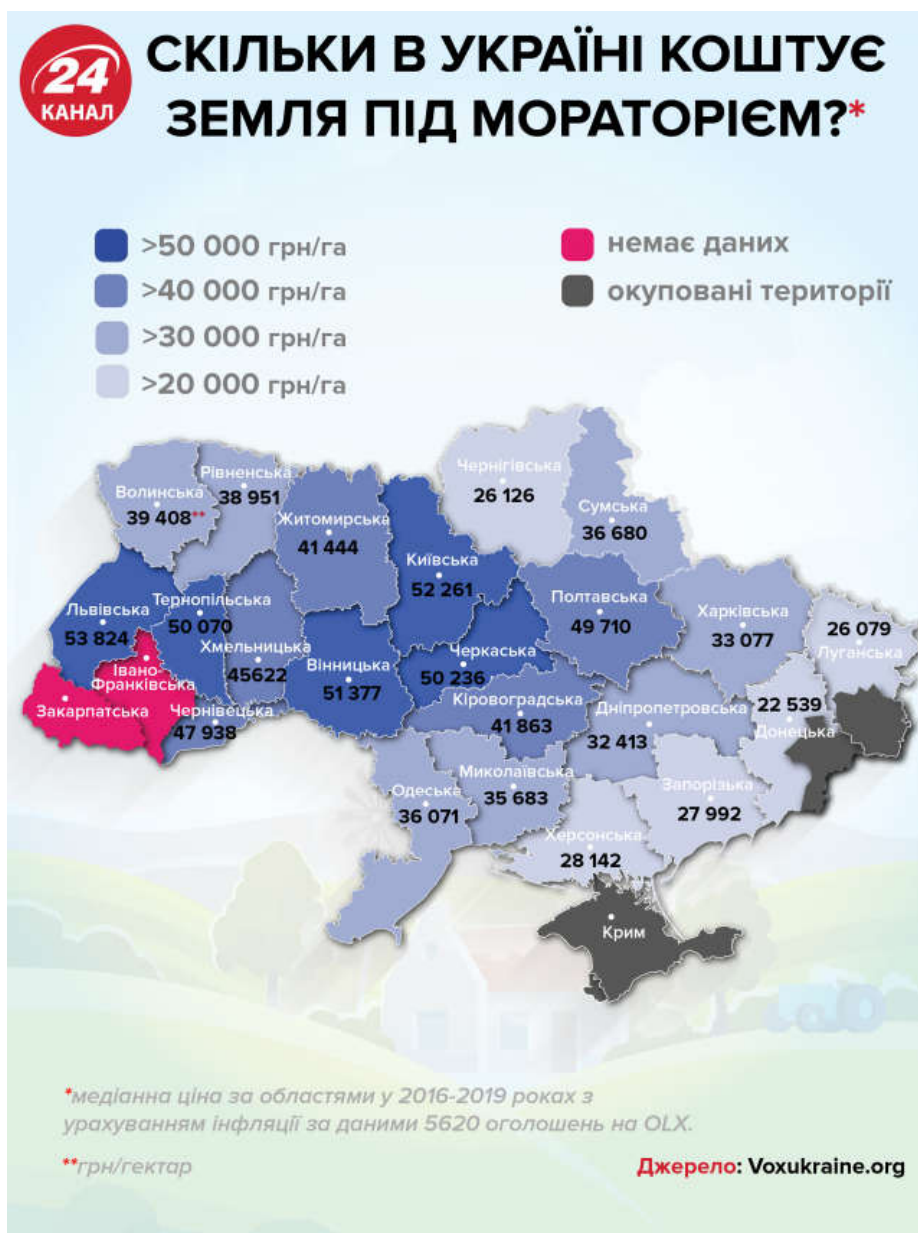 24
КАНАЛ
СКІЛЬКИ В УКРАЇНІ КОШТУЄ
ЗЕМЛЯ ПІД МОРАТОРІЄМ?*
>50 000 грн/га
>40 000 грн/га
>30 000 грн/га
>20 000 грн/га
немає даних
окуповані території
Волинська
39 408**
Рівненська
38 951
Житомирська
41 444
Київська
52 261
Чернігівська
26 126
Сумська
36 680
Львівська
53 824
Тернопільська
50 070
Хмельницька
45622
Вінницька
51 377
Черкаська
50 236
Полтавська
49 710
Харківська
33 077
26 079
Луганська
Івано-
Франківська
Закарпатська
Чернівецька
47 938
Кіровоградська
41 863
Дніпропетровська
32 413
22 539
Донецька
Одеська
36 071
Миколаївська
35 683
Запорізька
27 992
Херсонська
28 142
Крим
*медіанна ціна за областями у 2016-2019 роках з
урахуванням інфляції за даними 5620 оголошень на OLX.
**грн/гектар
Джерело: Voxukraine.org